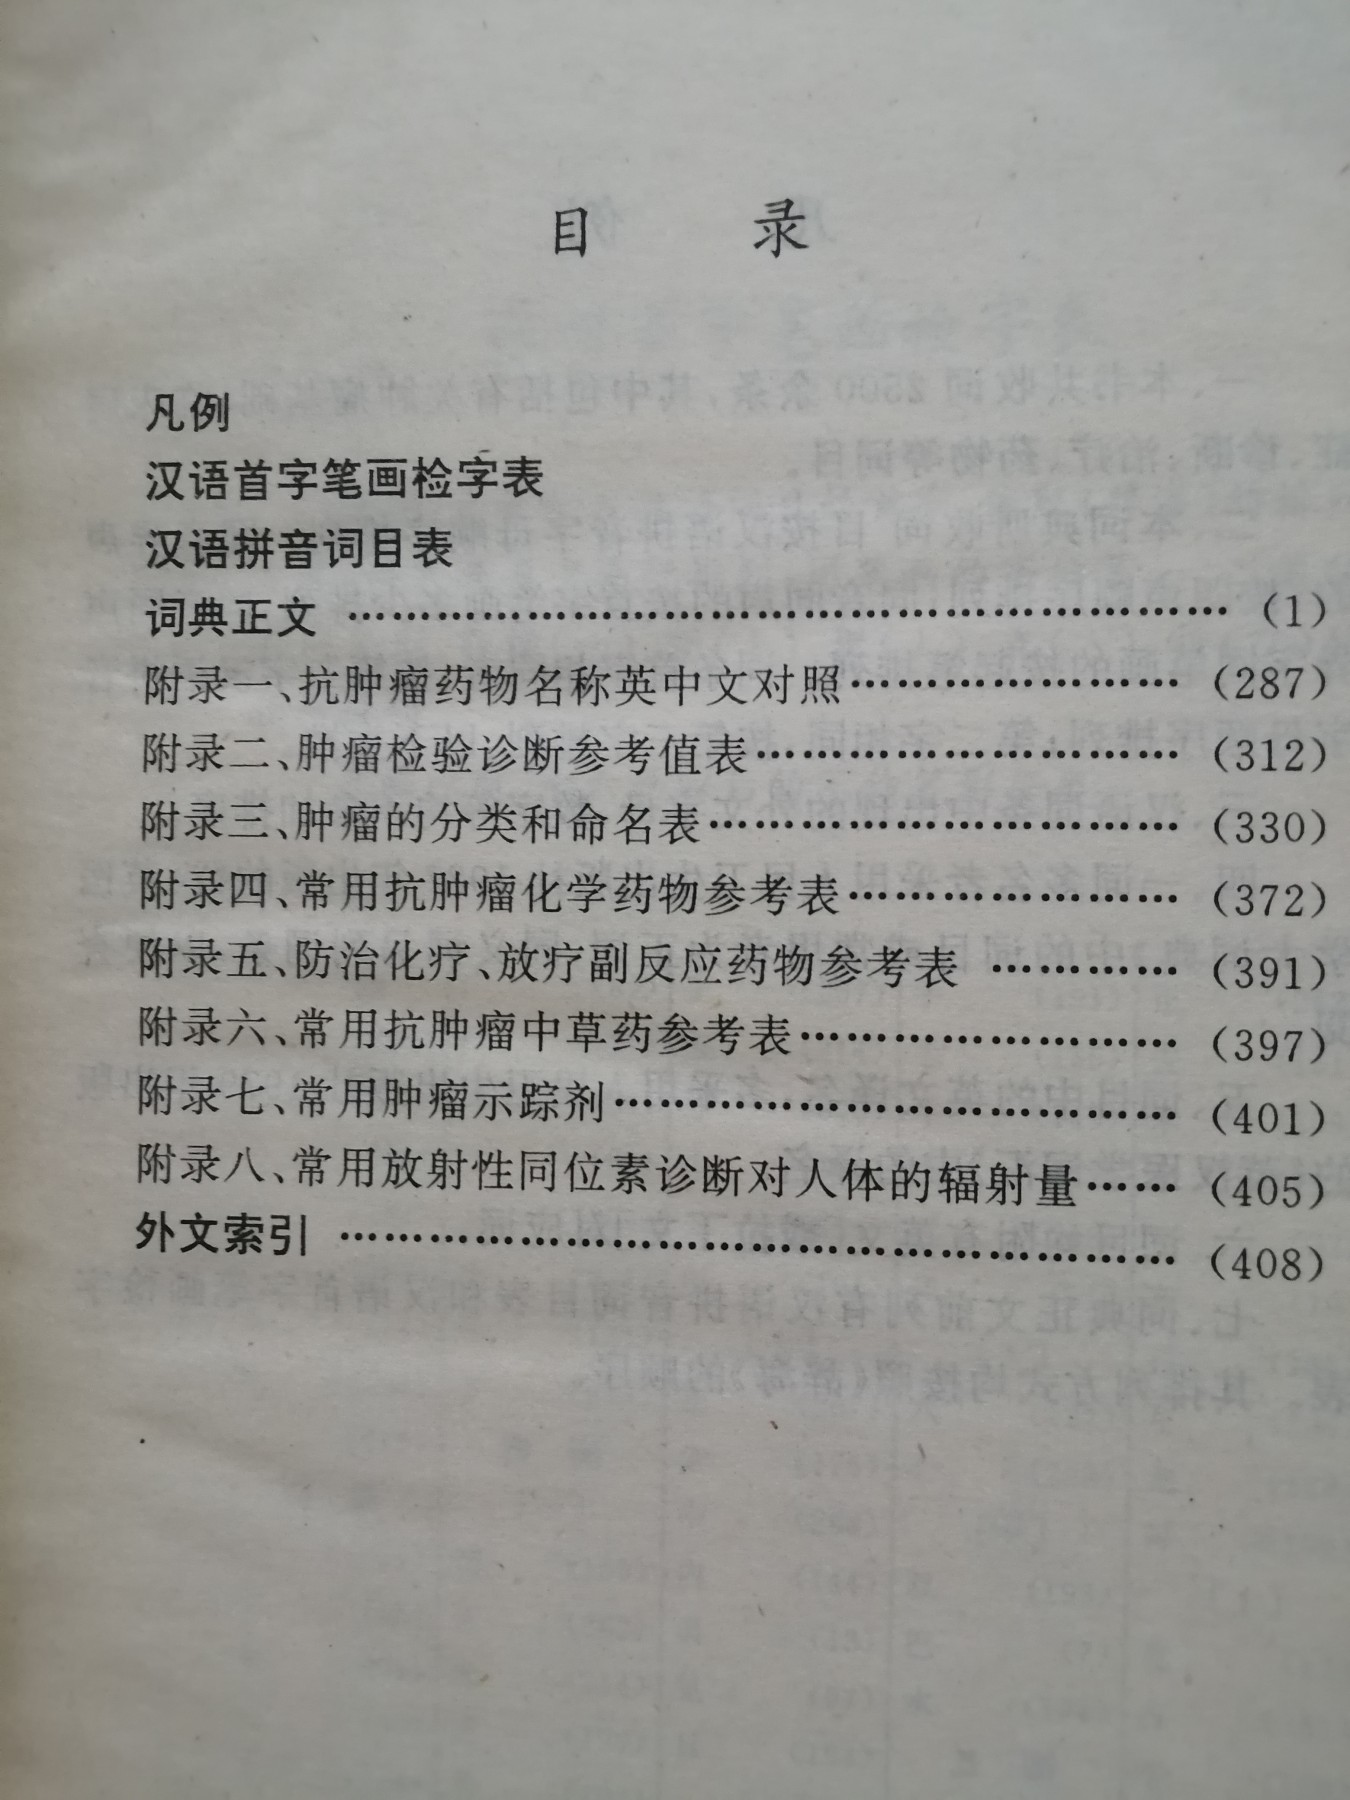 目 录
凡例
汉语首字笔画检字表
汉语拼音词目表
词典正文 ……………………………………………………… (1)
附录一、抗肿瘤药物名称英中文对照…………………… (287)
附录二、肿瘤检验诊断参考值表………………………… (312)
附录三、肿瘤的分类和命名表…………………………… (330)
附录四、常用抗肿瘤化学药物参考表…………………… (372)
附录五、防治化疗、放疗副反应药物参考表 ………… (391)
附录六、常用抗肿瘤中草药参考表……………………… (397)
附录七、常用肿瘤示踪剂………………………………… (401)
附录八、常用放射性同位素诊断对人体的辐射量…… (405)
外文索引 …………………………………………………… (408)